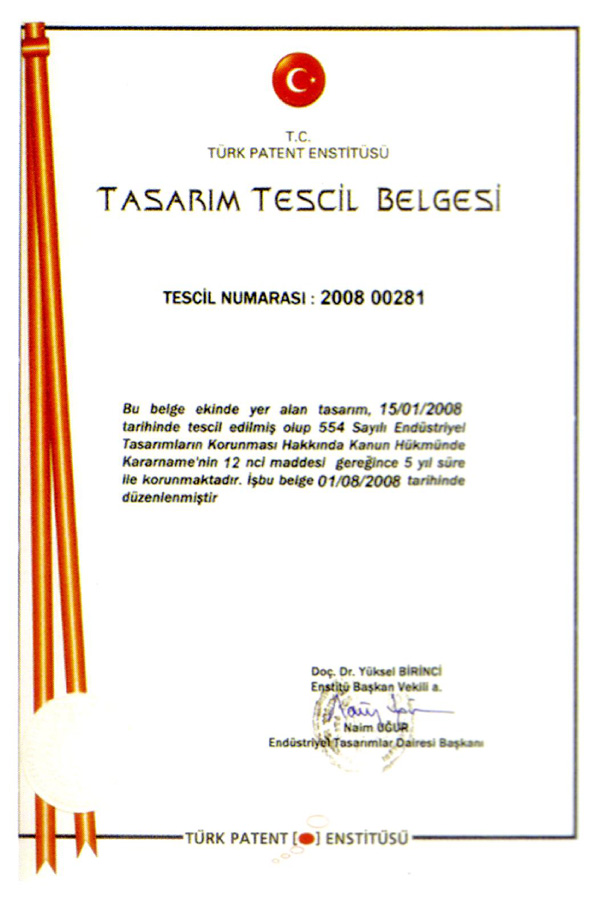 T.C.
TÜRK PATENT ENSTİTÜSÜ
TASARIM TESCİL BELGESİ
TESCİL NUMARASI : 2008 00281
Bu belge ekinde yer alan tasarım, 15/01/2008
tarihinde tescil edilmiş olup 554 Sayılı Endüstriyel
Tasarımların Korunması Hakkında Kanun Hükmünde
Kararname'nin 12 nci maddesi gereğince 5 yıl süre
ile korunmaktadır. İşbu belge 01/08/2008 tarihinde
düzenlenmiştir
Doç. Dr. Yüksel BİRİNCİ
Enstitü Başkan Vekili a.
Naim UĞUR
Endüstriyel Tasarımlar Dairesi Başkanı
TÜRK PATENT [ ] ENSTİTÜSÜ